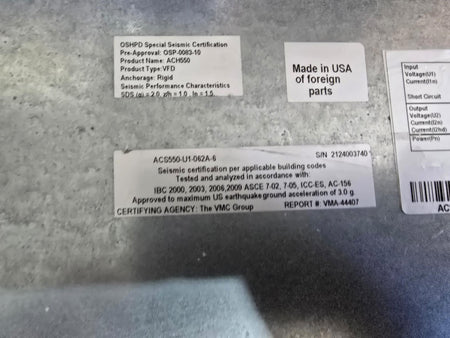 OSHPD Special Seismic Certification
Pre-Approval: OSP-0083-10
Product Name: ACH550
Product Type: VFD
Anchorage: Rigid
Seismic Performance Characteristics
SDS (g) = 2.0, z/h = 1.0, Ip = 1.5
Made in USA
of foreign
parts
Input
Voltage(U1)
Current(I1n)
Short Circuit
Output
Voltage(U2)
Current(I2n)
Current(I2hd)
Power(Pn)
AC
ACS550-U1-062A-6
S/N 2124003740
Seismic certification per applicable building codes
Tested and analyzed in accordance with:
IBC 2000, 2003, 2006,2009 ASCE 7-02, 7-05, ICC-ES, AC-156
Approved to maximum US earthquake ground acceleration of 3.0 g.
CERTIFYING AGENCY: The VMC Group
REPORT #: VMA-44407